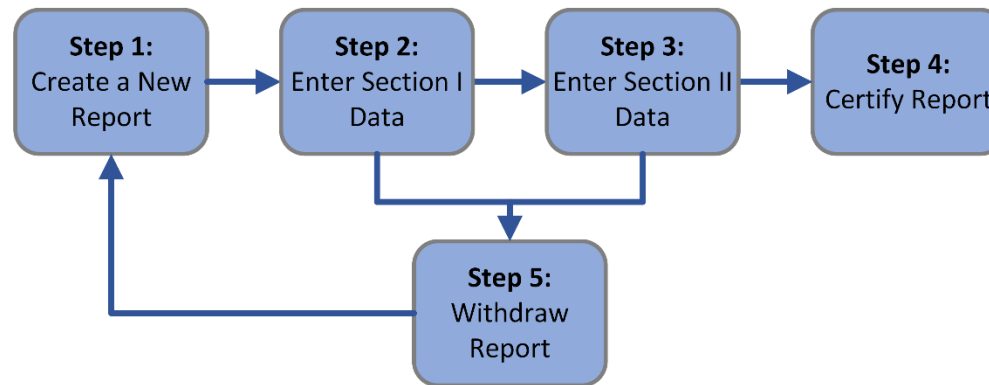 Step 1:
Create a New
Report
Step 2:
Enter Section I
Data
Step 3:
Enter Section II
Data
Step 4:
Certify Report
Step 5:
Withdraw
Report